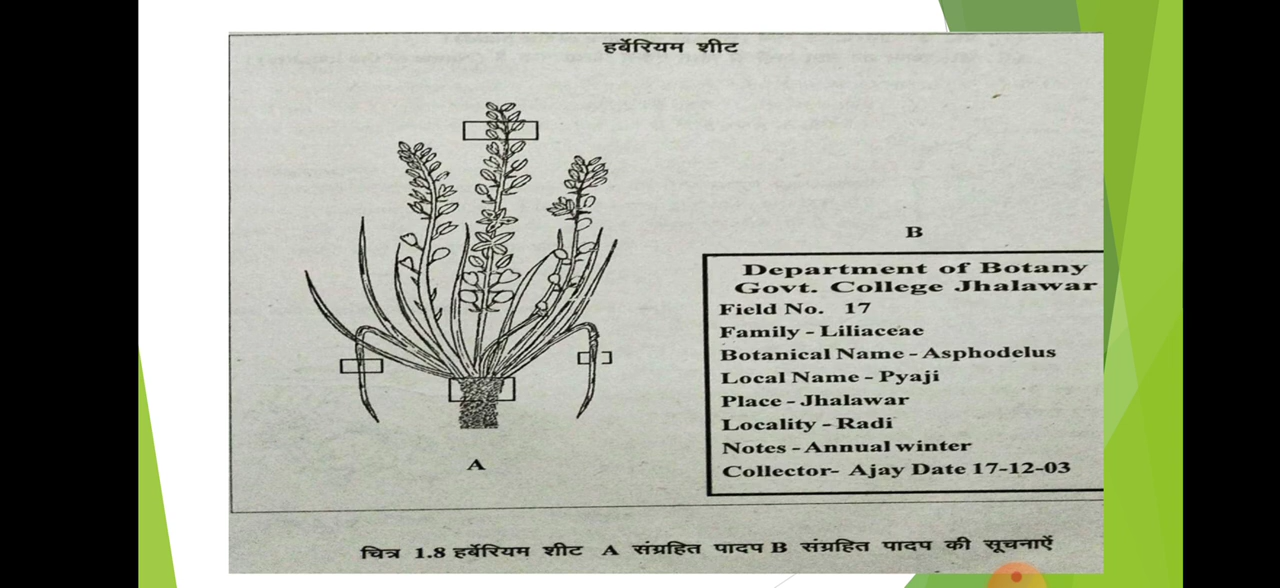 हर्बेरियम शीट
A
B
Department of Botany
Govt. College Jhalawar
Field No. 17
Family - Liliaceae
Botanical Name - Asphodelus
Local Name - Pyaji
Place - Jhalawar
Locality - Radi
Notes - Annual winter
Collector- Ajay Date 17-12-03
चित्र 1.8 हर्बेरियम शीट A संग्रहित पादप B संग्रहित पादप की सूचनाऐं